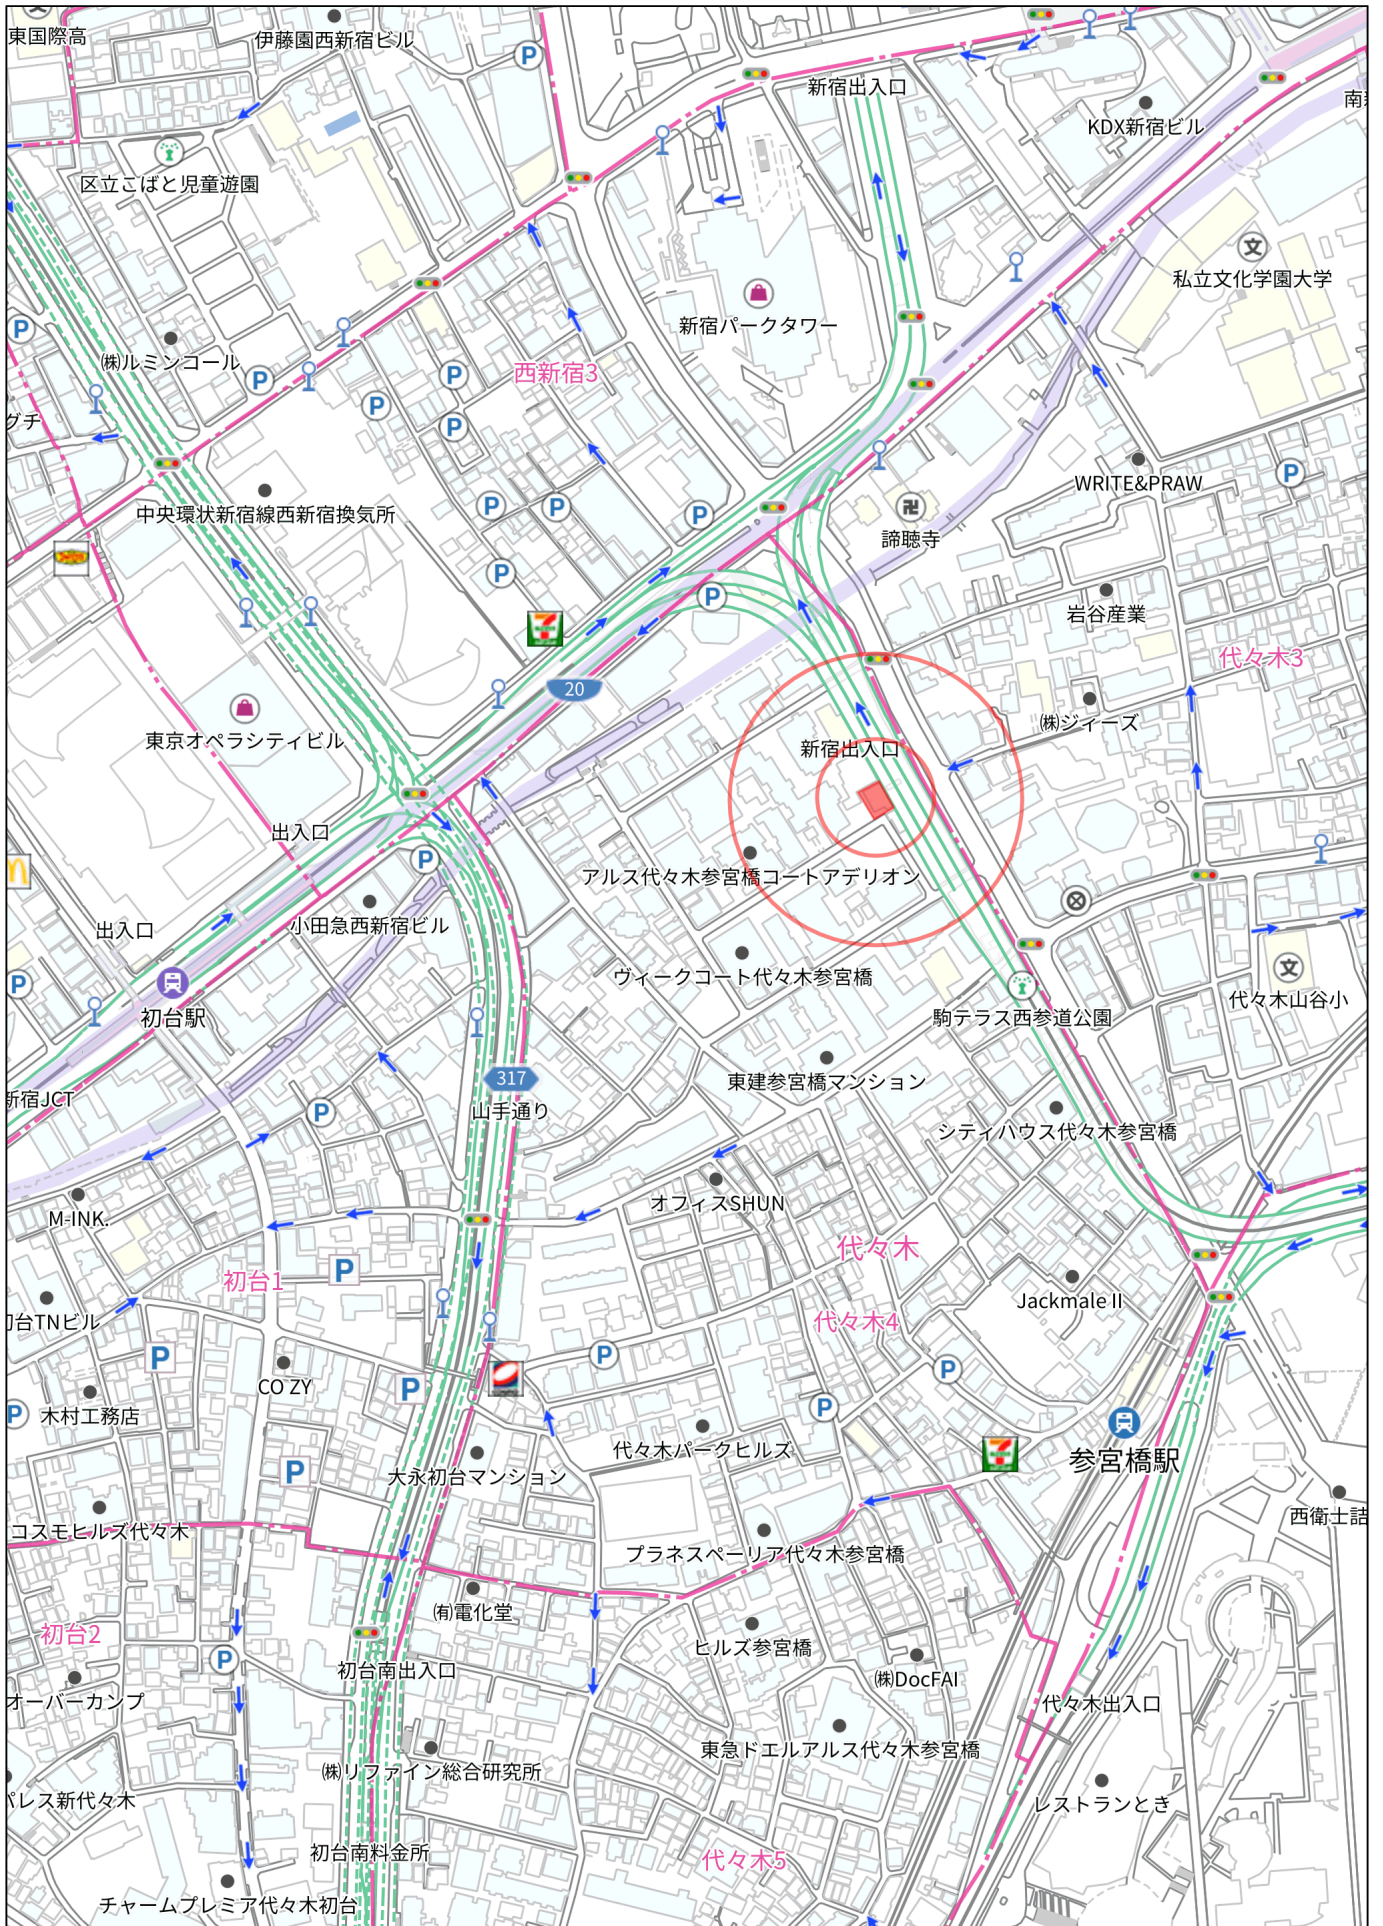 東国際高
伊藤園西新宿ビル
P
新宿出入口
KDX新宿ビル
南
区立こばと児童遊園
文
私立文化学園大学
新宿パークタワー
P
㈱ルミンコール
P
P
P
P
西新宿3
グチ
P
WRITE&PRAW
P
P
P
中央環状新宿線西新宿換気所
卍
諦聴寺
P
P
岩谷産業
7
代々木3
20
㈱ジィーズ
東京オペラシティビル
新宿出入口
出入口
P
アルス代々木参宮橋コートアデリオン
小田急西新宿ビル
出入口
ヴィークコート代々木参宮橋
P
初台駅
文
代々木山谷小
駒テラス西参道公園
東建参宮橋マンション
317
新宿JCT
山手通り
P
シティハウス代々木参宮橋
オフィスSHUN
M-INK.
代々木
初台1
P
Jackmale II
初台TNビル
代々木4
P
P
CO ZY
P
P
木村工務店
P
P
代々木パークヒルズ
7
参宮橋駅
P
大永初台マンション
コスモヒルズ代々木
西衛士詰
プラネスペーリア代々木参宮橋
㈲電化堂
初台2
ヒルズ参宮橋
P
初台南出入口
㈱DocFAI
オーバーカンプ
代々木出入口
東急ドエルアルス代々木参宮橋
㈱リファイン総合研究所
パレス新代々木
レストランとき
初台南料金所
代々木5
チャームプレミア代々木初台